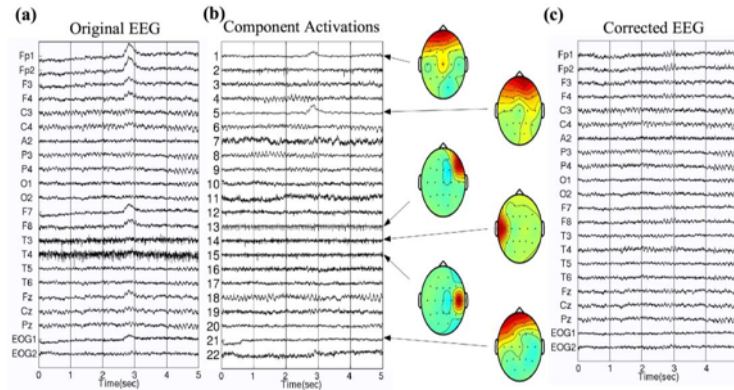 (a)
Original EEG
Fp1
Fp2
F3
F4
C3
C4
A2
P3
P4
O1
O2
F7
F8
T3
T4
T5
T6
Fz
Cz
Pz
EOG1
EOG2
0 1 2 3 4 5
Time(sec)
(b)
Component Activations
1
2
3
4
5
6
7
8
9
10
11
12
13
14
15
16
17
18
19
20
21
22
0 1 2 3 4 5
Time(sec)
(c)
Corrected EEG
Fp1
Fp2
F3
F4
C3
C4
A2
P3
P4
O1
O2
F7
F8
T3
T4
T5
T6
Fz
Cz
Pz
EOG1
EOG2
0 1 2 3 4
Time(sec)